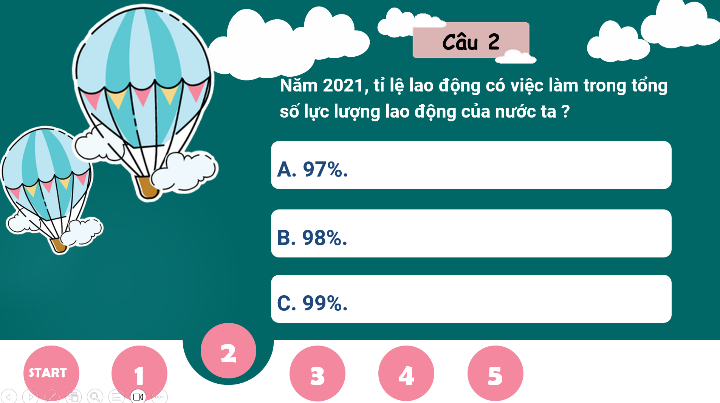 Câu 2
Năm 2021, tỉ lệ lao động có việc làm trong tổng
số lực lượng lao động của nước ta ?
A. 97%.
B. 98%.
C. 99%.
START
1
2
3
4
5